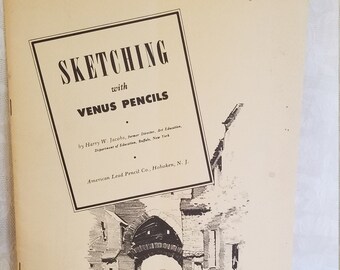 SKETCHING
with
VENUS PENCILS
by Harry W. Jacobs, former Director, Art Education,
Department of Education, Buffalo, New York
American Lead Pencil Co., Hoboken, N. J.